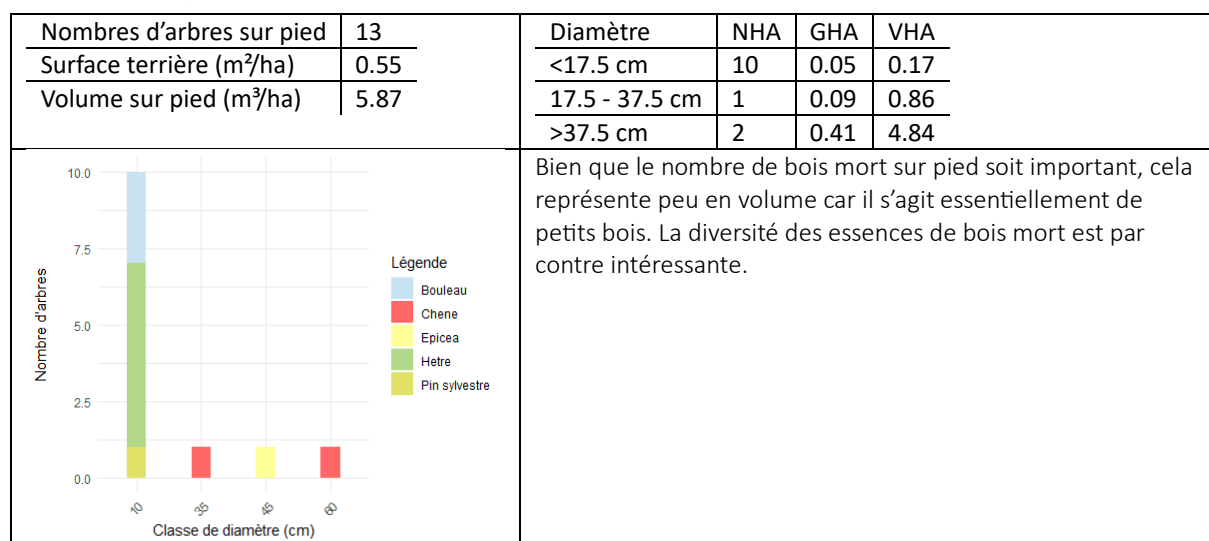 Nombres d'arbres sur pied 13
Surface terrière (m²/ha) 0.55
Volume sur pied (m³/ha) 5.87
Diamètre NHA GHA VHA
<17.5 cm 10 0.05 0.17
17.5 - 37.5 cm 1 0.09 0.86
>37.5 cm 2 0.41 4.84
10.0
7.5
5.0
2.5
0.0
Nombre d'arbres
10 35 45 60
Classe de diamètre (cm)
Légende
Bouleau
Chene
Epicea
Hetre
Pin sylvestre
Bien que le nombre de bois mort sur pied soit important, cela
représente peu en volume car il s'agit essentiellement de
petits bois. La diversité des essences de bois mort est par
contre intéressante.